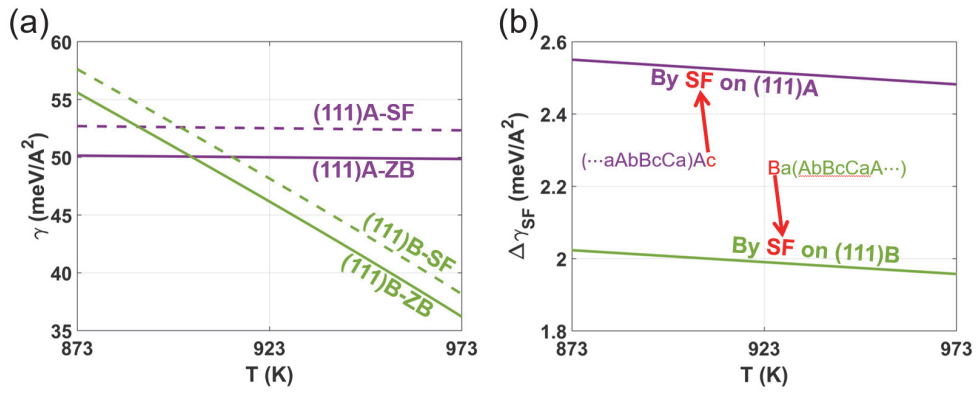 (a)
60
55
50
45
40
35
γ (meV/A²)
(111)A-SF
(111)A-ZB
(111)B-SF
(111)B-ZB
873
923
973
T (K)
(b)
2.6
2.4
2.2
2
1.8
Δγ_SF (meV/A²)
By SF on (111)A
(···aAbBcCa)Ac
Ba(AbBcCaA···)
By SF on (111)B
873
923
973
T (K)